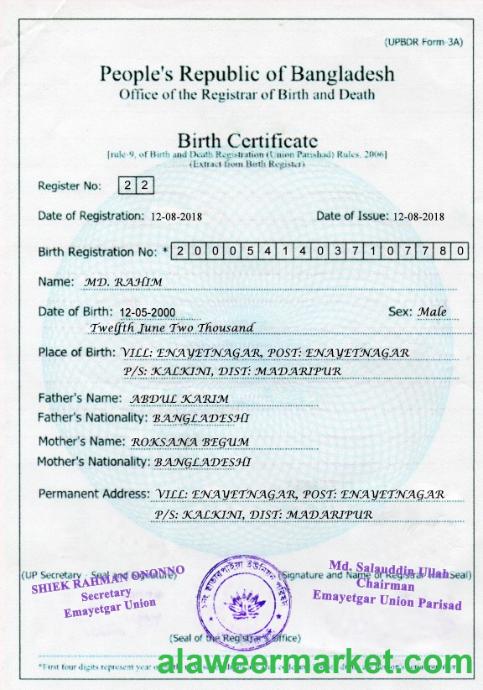 (UPBDR Form-3A)
People's Republic of Bangladesh
Office of the Registrar of Birth and Death
Birth Certificate
[rule-9, of Birth and Death Registration (Union Parishad) Rules, 2006]
(Extract from Birth Register)
Register No: 2 2
Date of Registration: 12-08-2018 Date of Issue: 12-08-2018
Birth Registration No: * 2 0 0 0 5 4 1 4 0 3 7 1 0 7 7 8 0
Name: MD. RAHIM
Date of Birth: 12-05-2000 Sex: Male
Twelfth June Two Thousand
Place of Birth: VILL: ENAYETNAGAR, POST: ENAYETNAGAR
P/S: KALKINI, DIST: MADARIPUR
Father's Name: ABDUL KARIM
Father's Nationality: BANGLADESHI
Mother's Name: ROKSANA BEGUM
Mother's Nationality: BANGLADESHI
Permanent Address: VILL: ENAYETNAGAR, POST: ENAYETNAGAR
P/S: KALKINI, DIST: MADARIPUR
(UP Secretary Seal and Signature) (Signature and Name of Registrar with Seal)
SHIEK RAHMAN ONONNO
Secretary
Emayetgar Union
Md. Salauddin Ullah
Chairman
Emayetgar Union Parisad
(Seal of the Registrar's Office)
*First four digits represent year of
alaweermarket.com